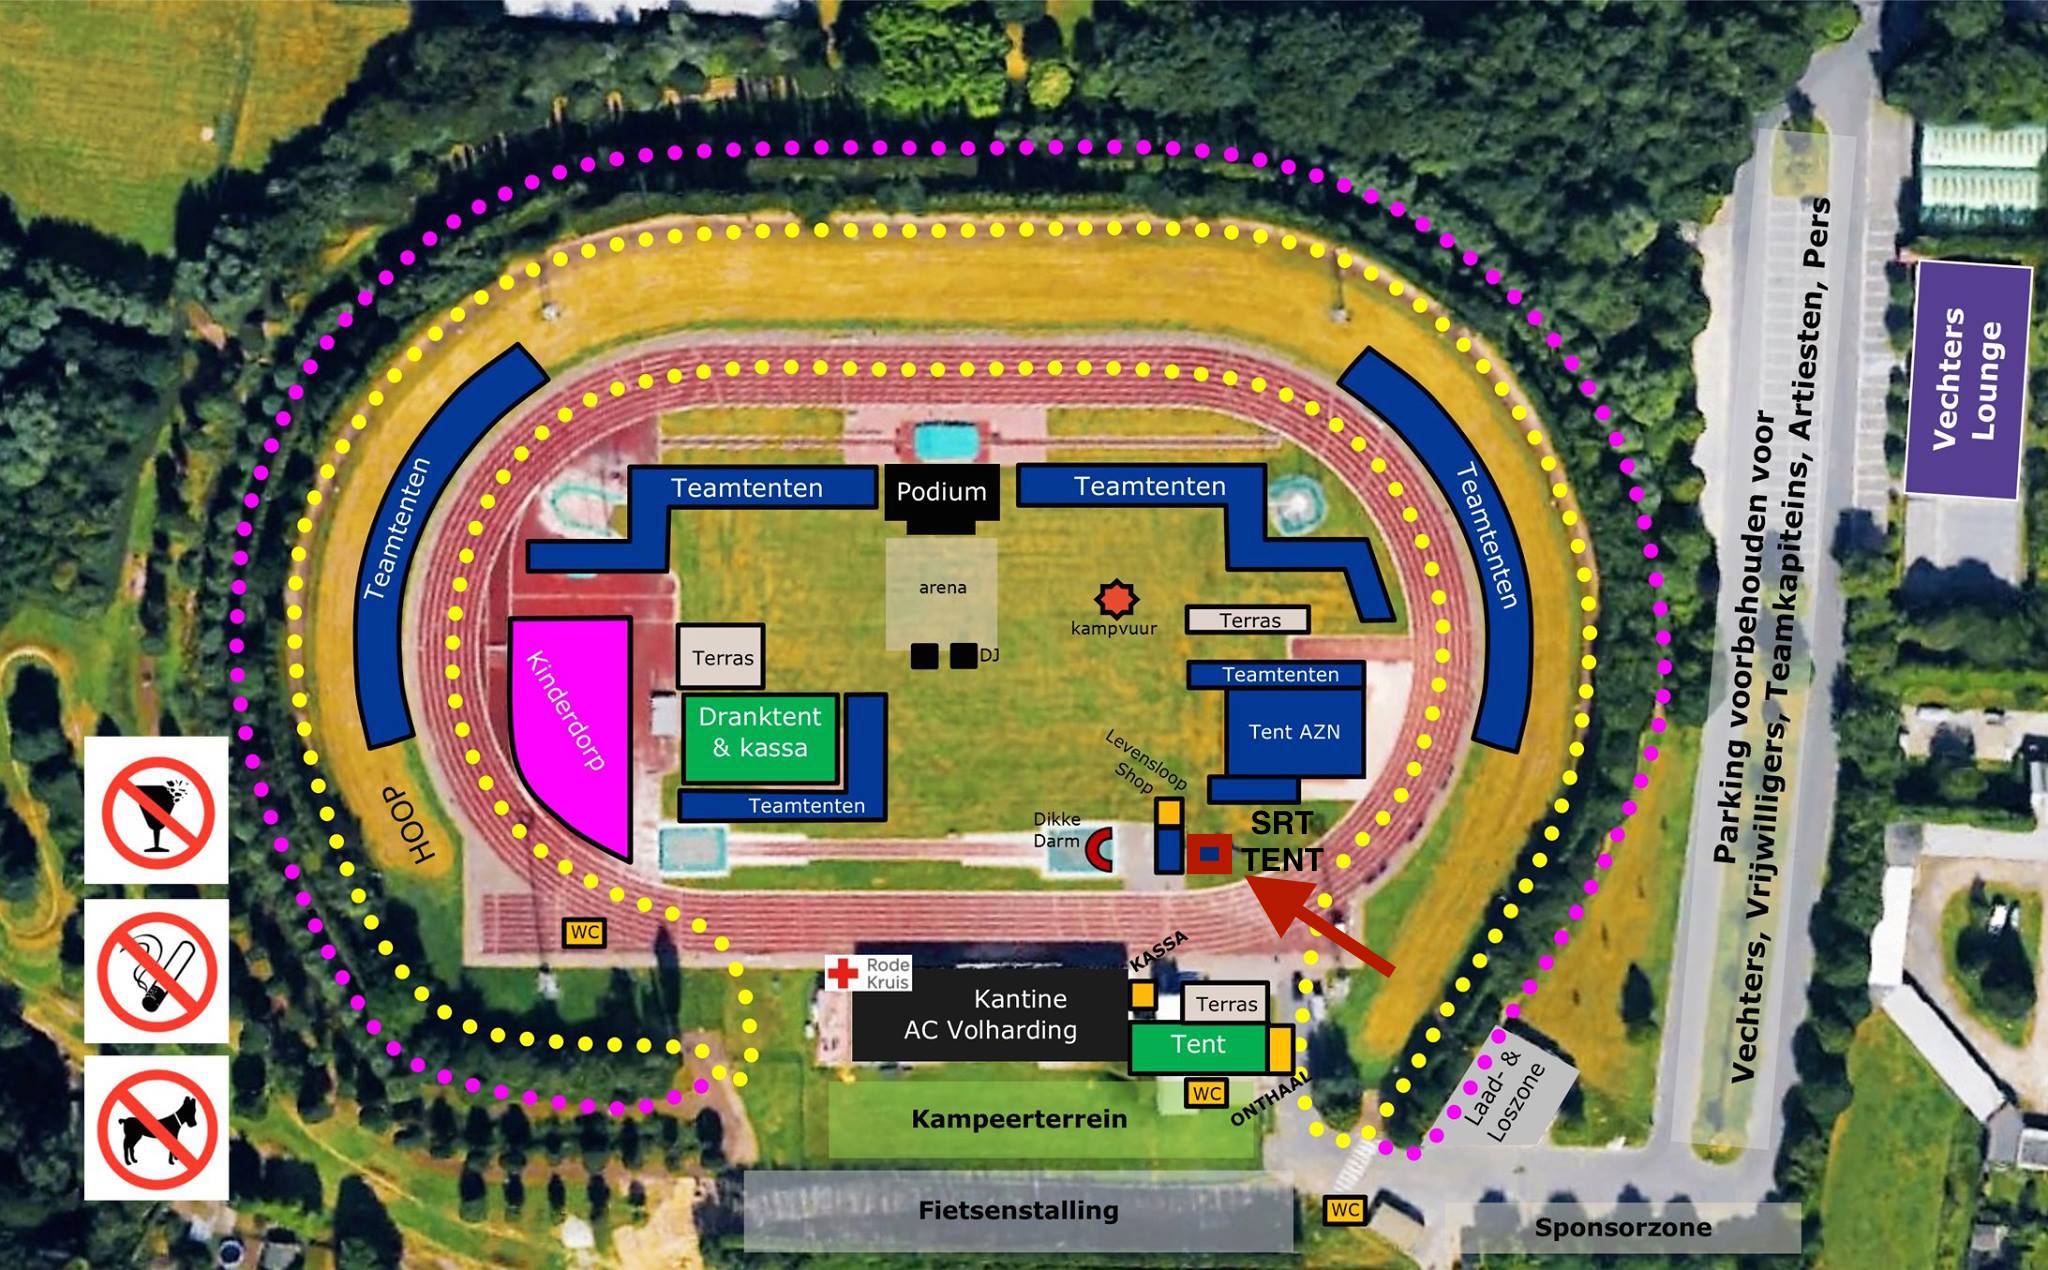 Teamtenten
Podium
Teamtenten
Teamtenten
Teamtenten
arena
kampvuur
Terras
DJ
Kinderdorp
Terras
Teamtenten
Dranktent
& kassa
Tent AZN
Levensloop
Shop
Teamtenten
Dikke
Darm
SRT
TENT
HOOP
WC
KASSA
Rode
Kruis
Kantine
AC Volharding
Terras
Tent
WC
ONTHAAL
Kampeerterrein
Fietsenstalling
WC
Sponsorzone
Laad- &
Loszone
Parking voorbehouden voor
Vechters, Vrijwilligers, Teamkapiteins, Artiesten, Pers
Vechters
Lounge